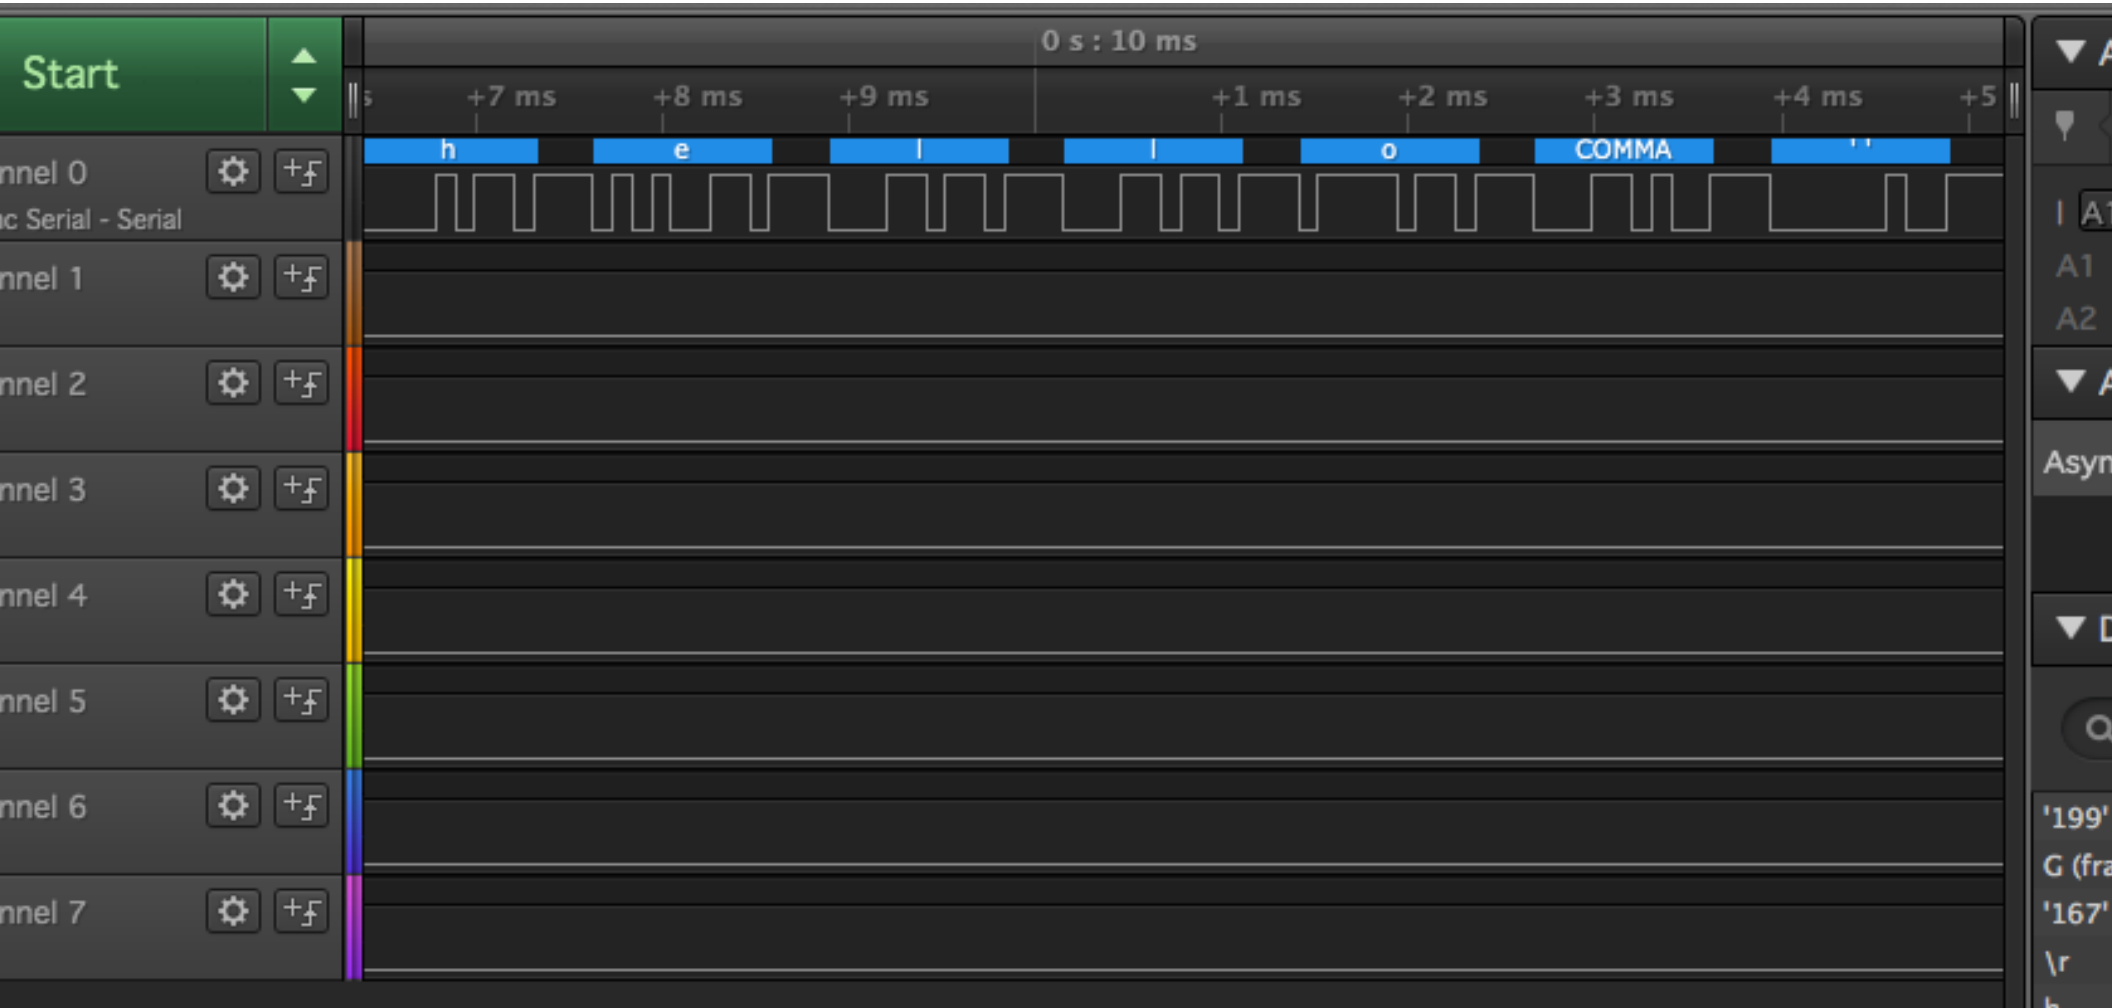 Start
0 s : 10 ms
s +7 ms +8 ms +9 ms +1 ms +2 ms +3 ms +4 ms +5
h e l l o COMMA ' '
nnel 0
nc Serial - Serial
nnel 1
nnel 2
nnel 3
nnel 4
nnel 5
nnel 6
nnel 7
A
A1
A1
A2
A
Asyn
D
'199'
G (fra
'167'
\r
h